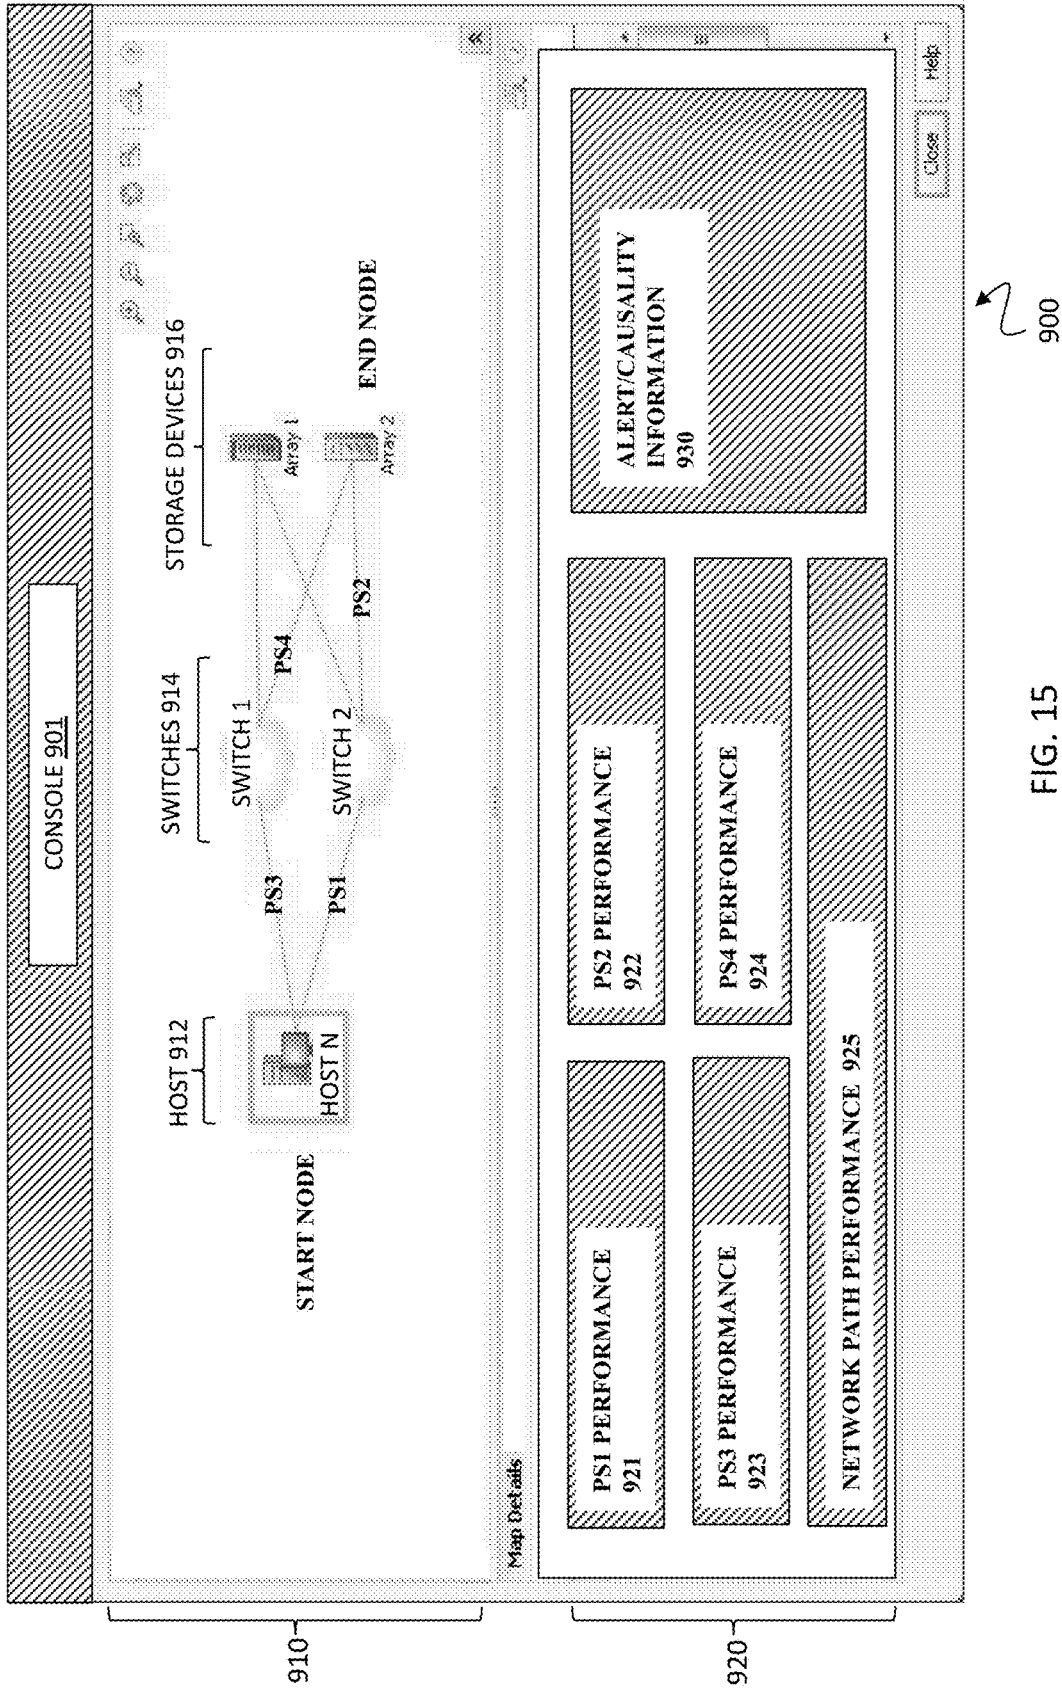 CONSOLE 901
910
HOST 912
SWITCHES 914
STORAGE DEVICES 916
START NODE
HOST N
PS3
PS1
SWITCH 1
SWITCH 2
PS4
PS2
Array 1
Array 2
END NODE
Map Details
920
PS1 PERFORMANCE
921
PS2 PERFORMANCE
922
PS3 PERFORMANCE
923
PS4 PERFORMANCE
924
NETWORK PATH PERFORMANCE 925
ALERT/CAUSALITY
INFORMATION
930
Close
Help
900
FIG. 15